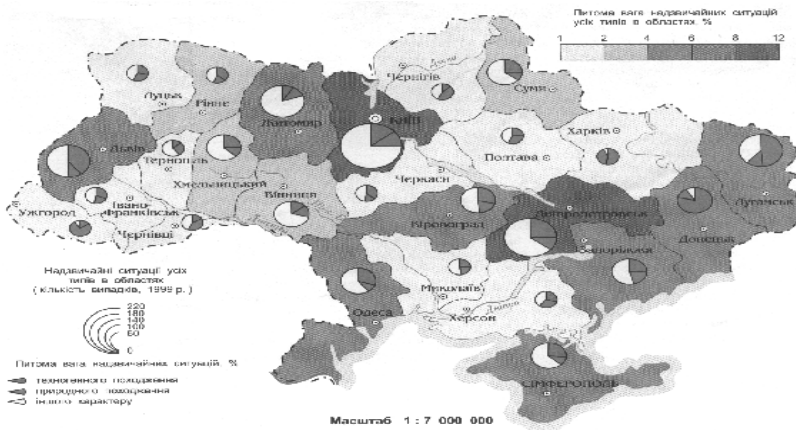 Питома вага надзвичайних ситуацій
усіх типів в областях, %
1 2 4 6 8 12
Чернігів
Суми
Луцьк
Рівне
Житомир
Київ
Львів
Тернопіль
Хмельницький
Вінниця
Черкаси
Полтава
Харків
Луганськ
Ужгород
Івано-
Франківськ
Чернівці
Кіровоград
Дніпропетровськ
Запоріжжя
Донецьк
Миколаїв
Одеса
Херсон
Дніпро
СІМФЕРОПОЛЬ
Надзвичайні ситуації усіх
типів в областях
(кількість випадків, 1999 р.)
220
180
140
100
60
0
Питома вага надзвичайних ситуацій, %
техногенного походження
природного походження
іншого характеру
Масштаб 1 : 7 000 000